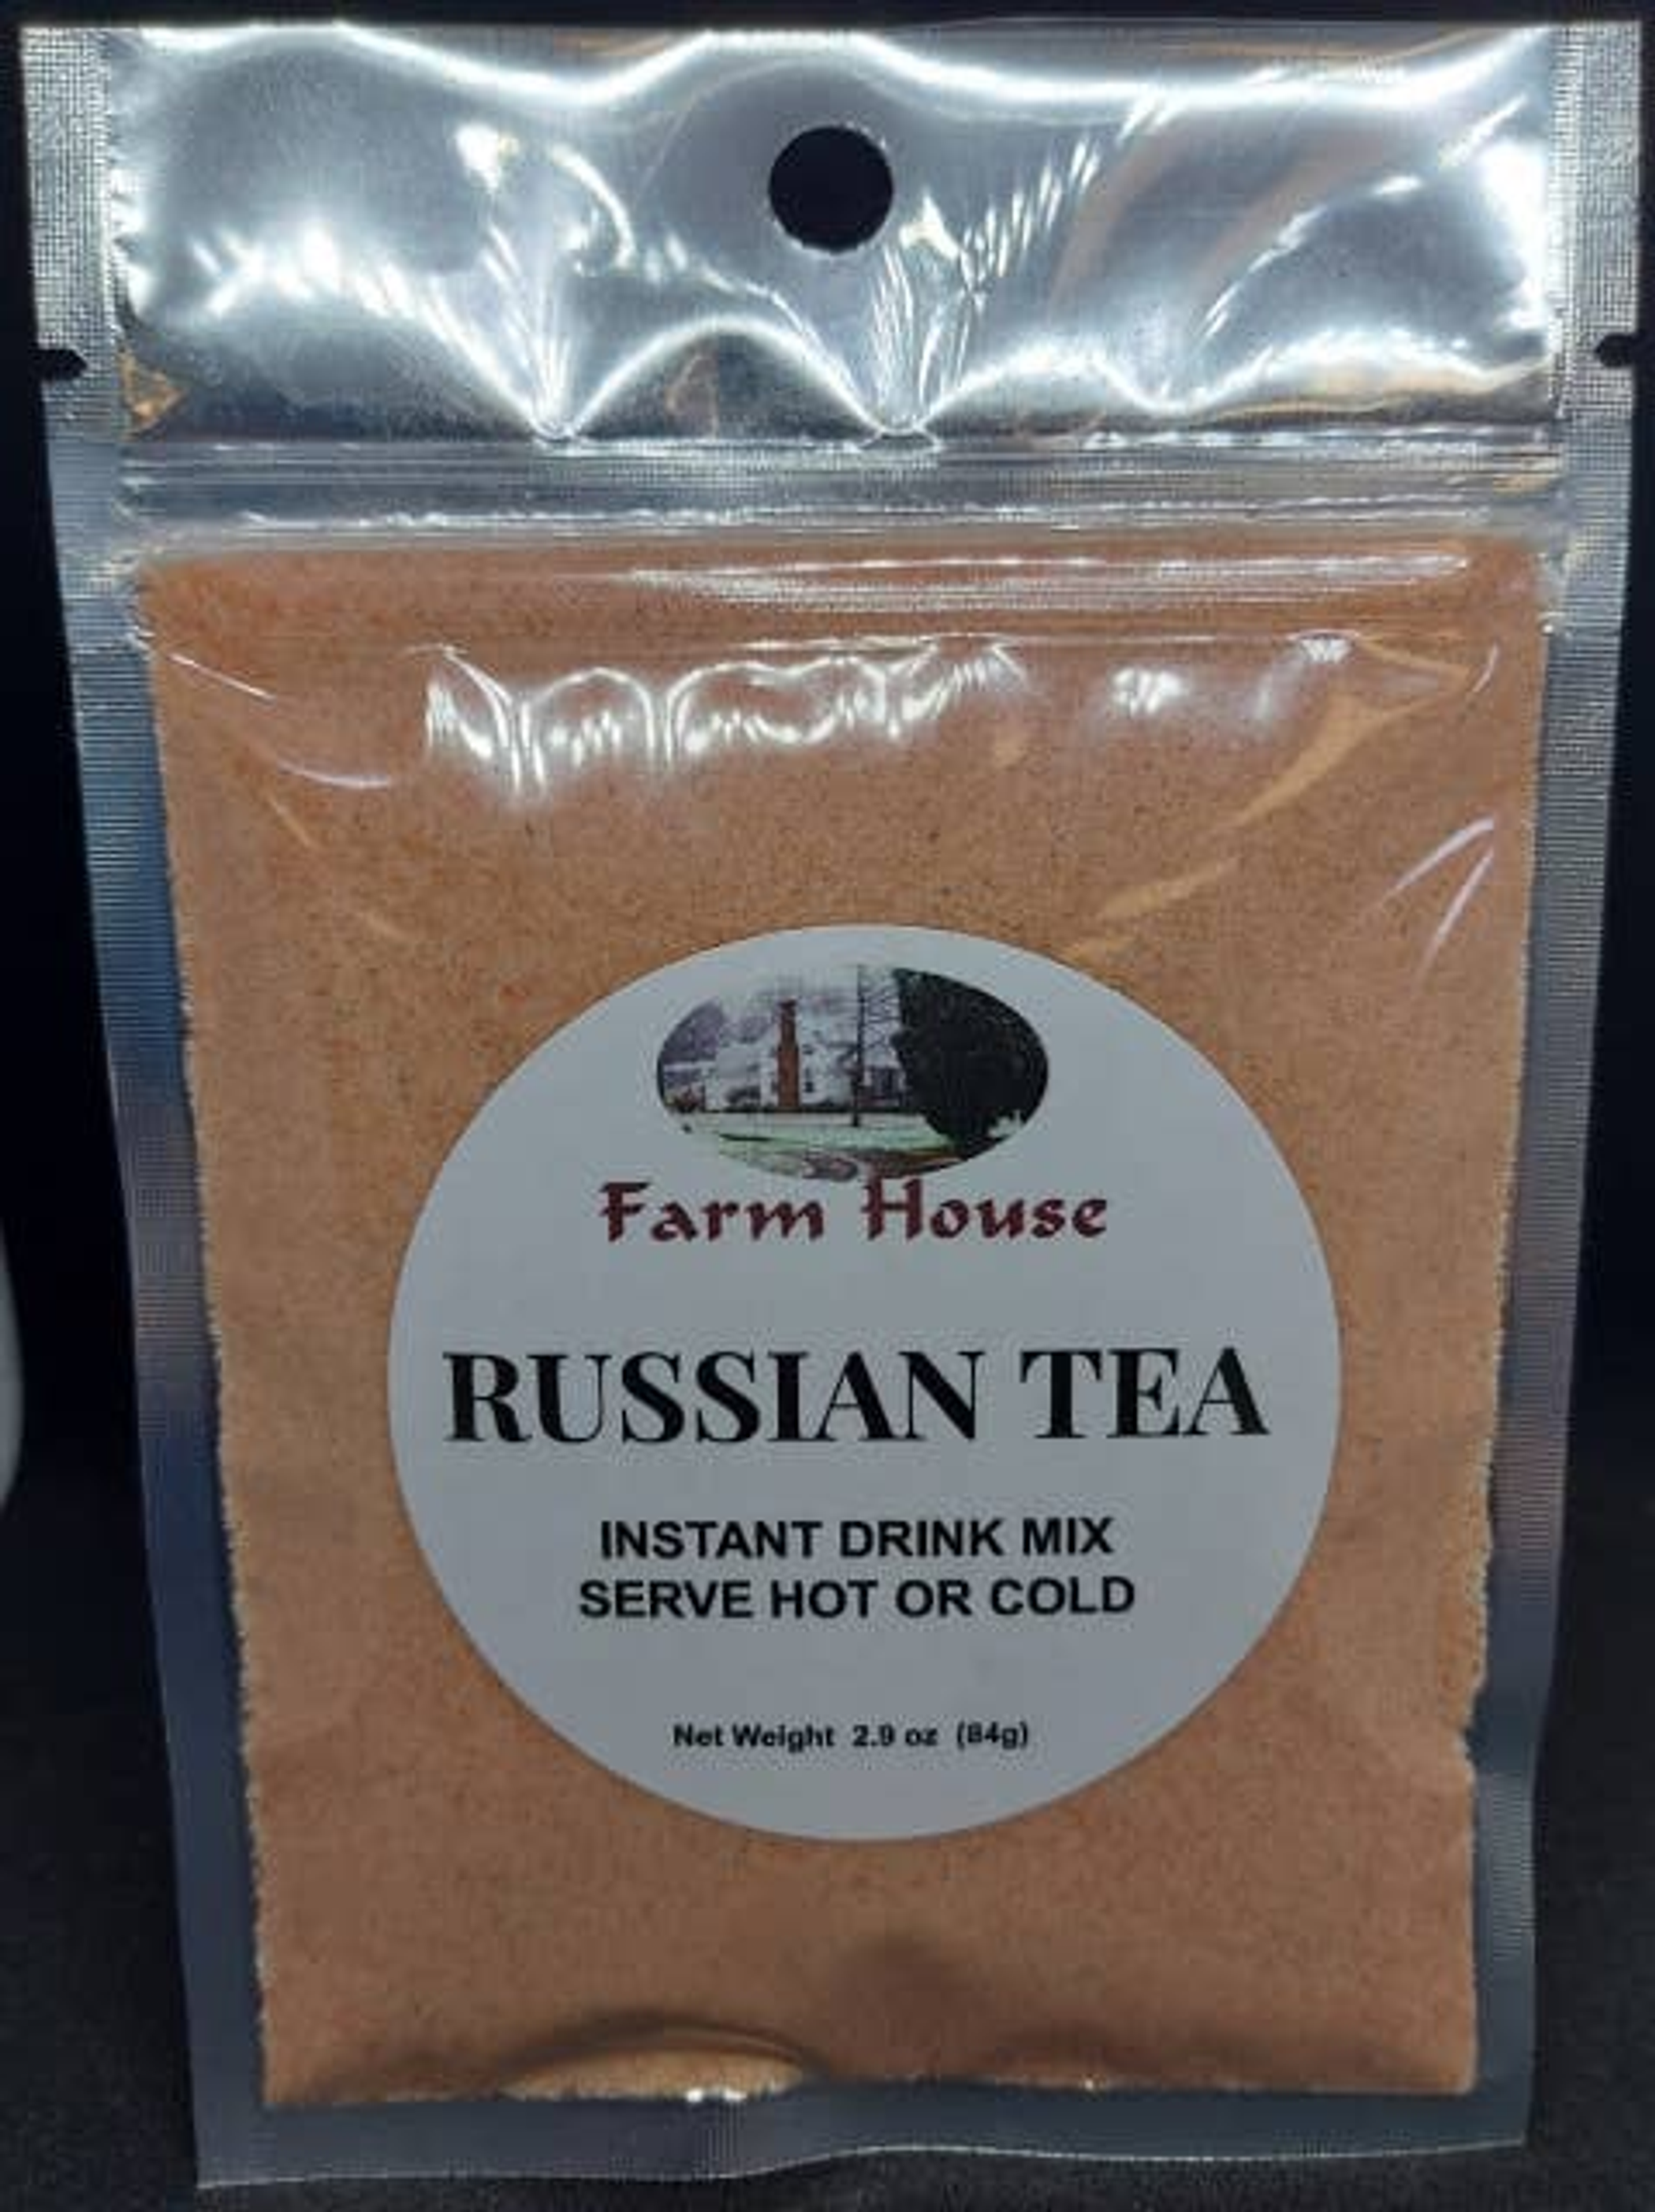 Farm House
RUSSIAN TEA
INSTANT DRINK MIX
SERVE HOT OR COLD
Net Weight 2.9 oz (84g)